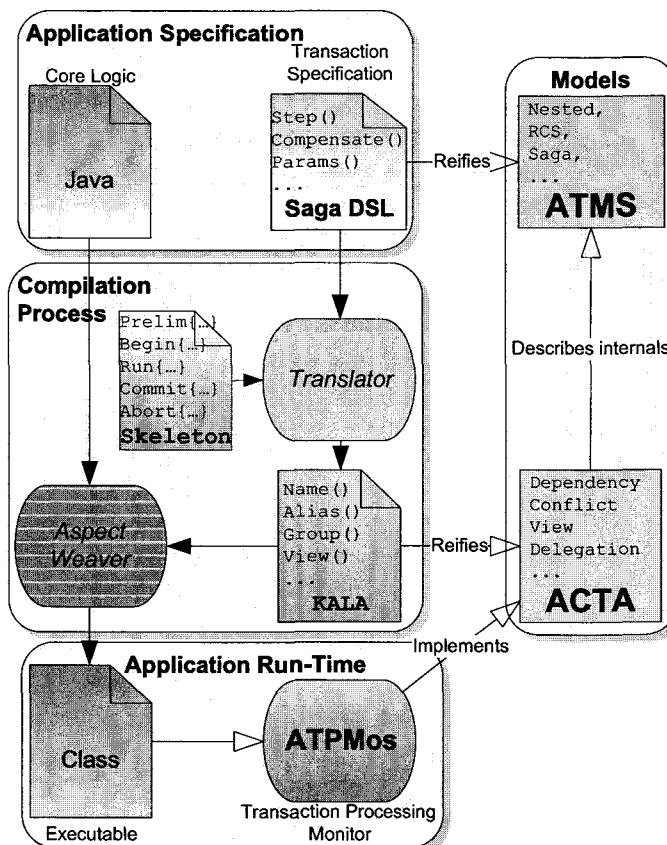 Application Specification
Core Logic
Java
Transaction
Specification
Step()
Compensate()
Params()
...
Saga DSL
Reifies
Models
Nested,
RCS,
Saga,
...
ATMS
Compilation
Process
Prelim{…}
Begin{…}
Run{…}
Commit{…}
Abort{…}
Skeleton
Translator
Describes internals
Aspect
Weaver
Name()
Alias()
Group()
View()
...
KALA
Reifies
Dependency
Conflict
View
Delegation
...
ACTA
Implements
Application Run-Time
Class
Executable
ATPMos
Transaction Processing
Monitor